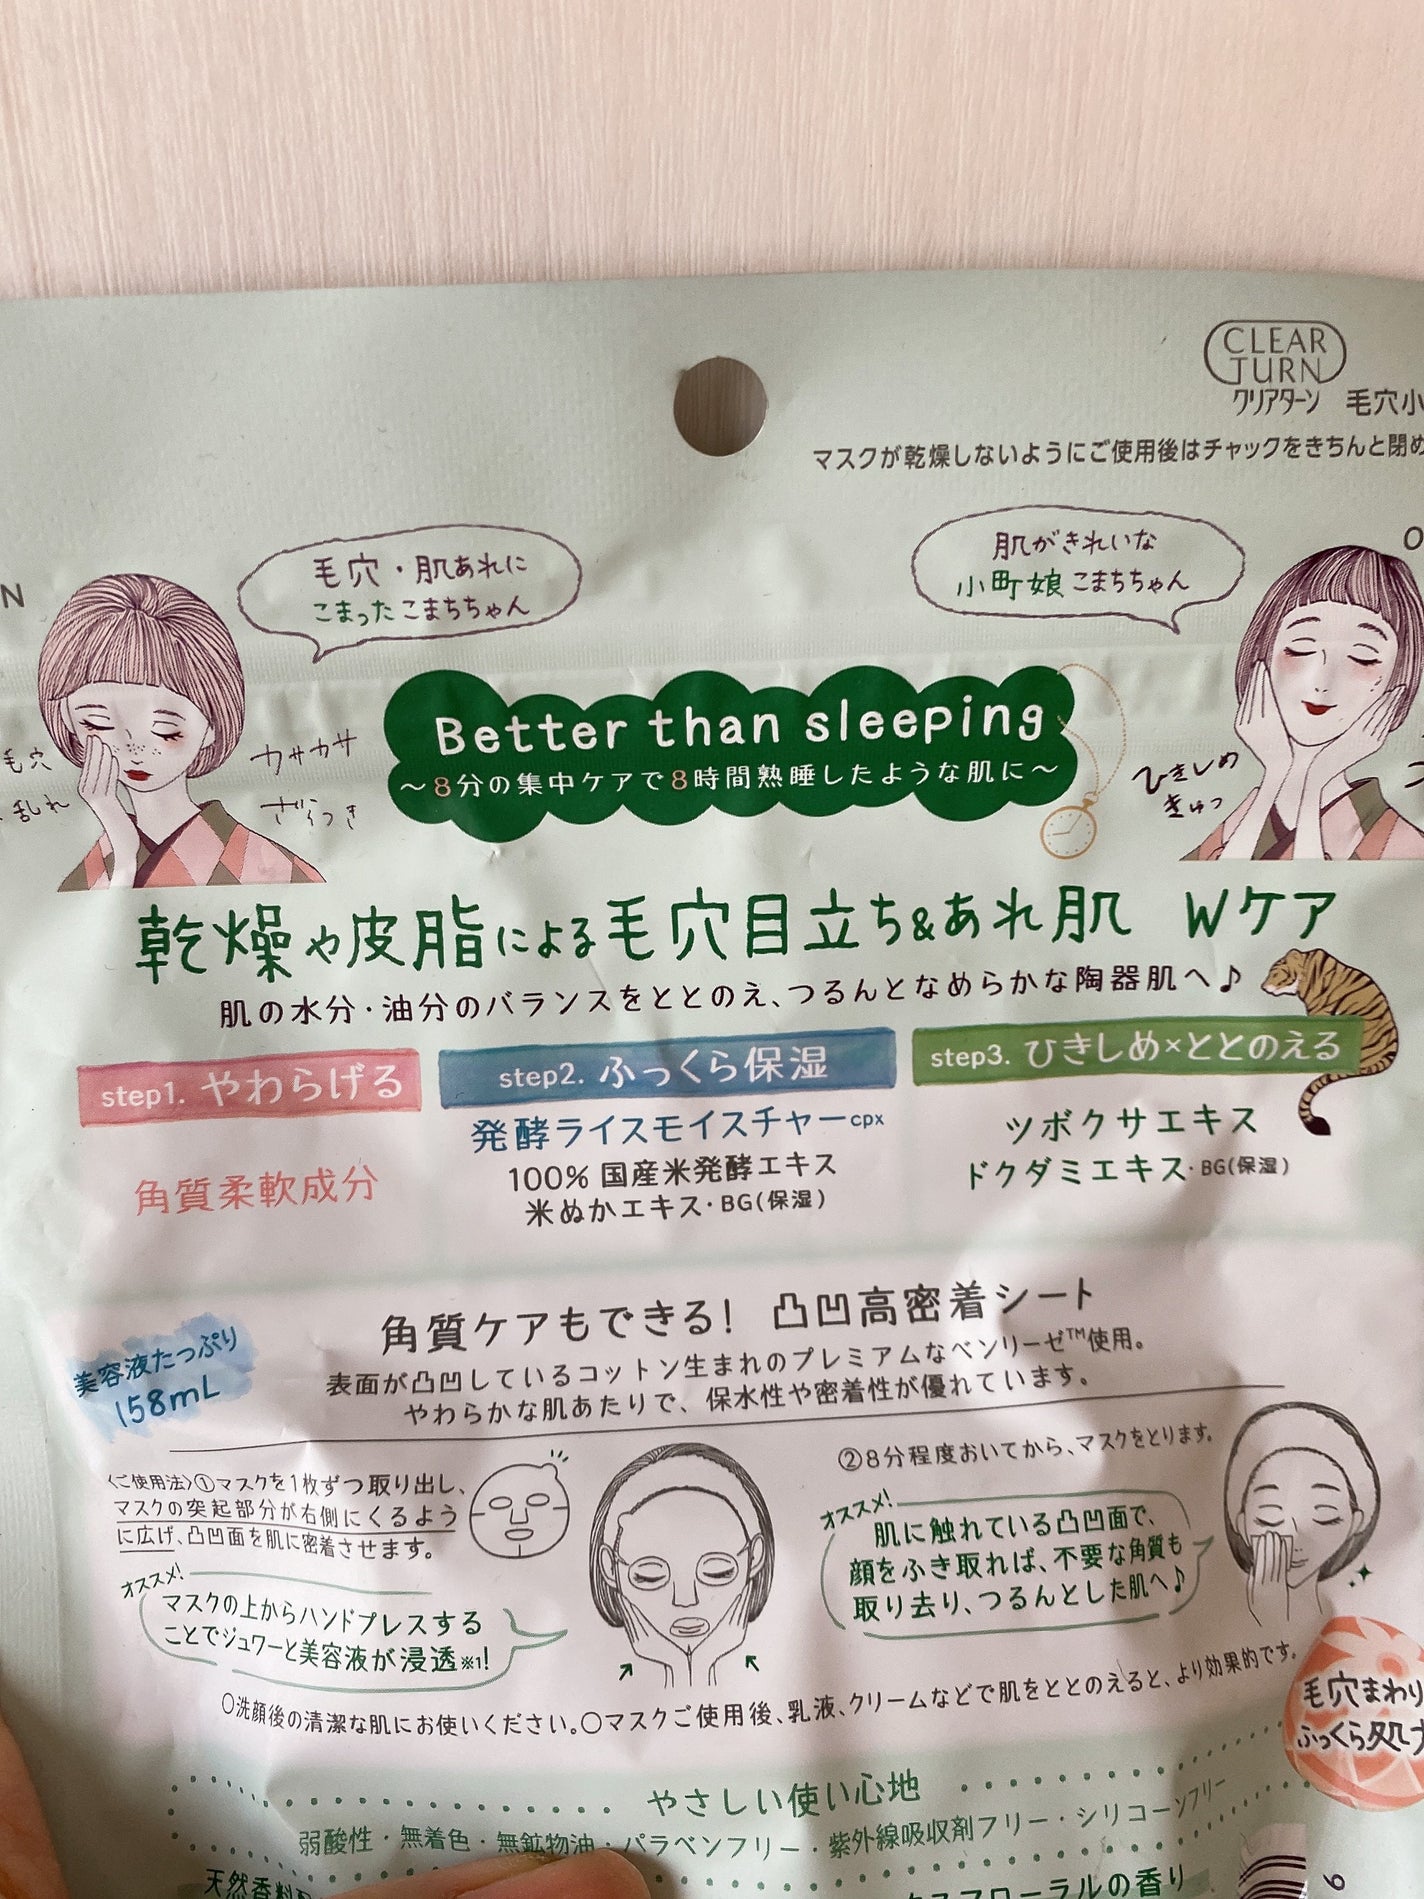 CLEAR
TURN
クリアターン 毛穴小
マスクが乾燥しないようにご使用後はチャックをきちんと閉め
毛穴・肌あれに
こまった こまちちゃん
肌がきれいな
小町娘 こまちちゃん
N
毛穴
乱れ
カサカサ
ざらつき
Better than sleeping
〜8分の集中ケアで8時間熟睡したような肌に〜
ひきしめ
きゅっ
乾燥や皮脂による毛穴目立ち&あれ肌 Wケア
肌の水分・油分のバランスをととのえ、つるんとなめらかな陶器肌へ♪
step1. やわらげる
角質柔軟成分
step2. ふっくら保湿
発酵ライスモイスチャーcpx
100% 国産米発酵エキス
米ぬかエキス・BG(保湿)
step3. ひきしめ×ととのえる
ツボクサエキス
ドクダミエキス・BG(保湿)
角質ケアもできる! 凸凹高密着シート
美容液たっぷり
158mL
表面が凸凹しているコットン生まれのプレミアムなベンリーゼ™使用。
やわらかな肌あたりで、保水性や密着性が優れています。
〈ご使用法〉①マスクを1枚ずつ取り出し、
マスクの突起部分が右側にくるよう
に広げ、凸凹面を肌に密着させます。
オススメ!
マスクの上からハンドプレスする
ことでジュワーと美容液が浸透※1!
②8分程度おいてから、マスクをとります。
オススメ!
肌に触れている凸凹面で、
顔をふき取れば、不要な角質も
取り去り、つるんとした肌へ♪
〇洗顔後の清潔な肌にお使いください。〇マスクご使用後、乳液、クリームなどで肌をととのえると、より効果的です。
毛穴まわり
ふっくら処方
やさしい使い心地
弱酸性・無着色・無鉱物油・パラベンフリー・紫外線吸収剤フリー・シリコーンフリー
天然香料
フローラルの香り